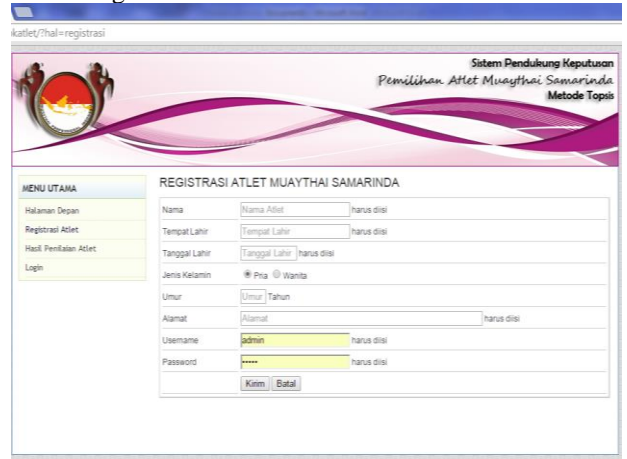 katlet/?hal=registrasi
Sistem Pendukung Keputusan
Pemilihan Atlet Muaythai Samarinda
Metode Topsis
MENU UTAMA
Halaman Depan
Registrasi Atlet
Hasil Penilaian Atlet
Login
REGISTRASI ATLET MUAYTHAI SAMARINDA
Nama Nama Atlet harus diisi
Tempat Lahir Tempat Lahir harus diisi
Tanggal Lahir Tanggal Lahir harus diisi
Jenis Kelamin Pria Wanita
Umur Umur Tahun
Alamat Alamat harus diisi
Username admin harus diisi
Password ••••• harus diisi
Kirim Batal